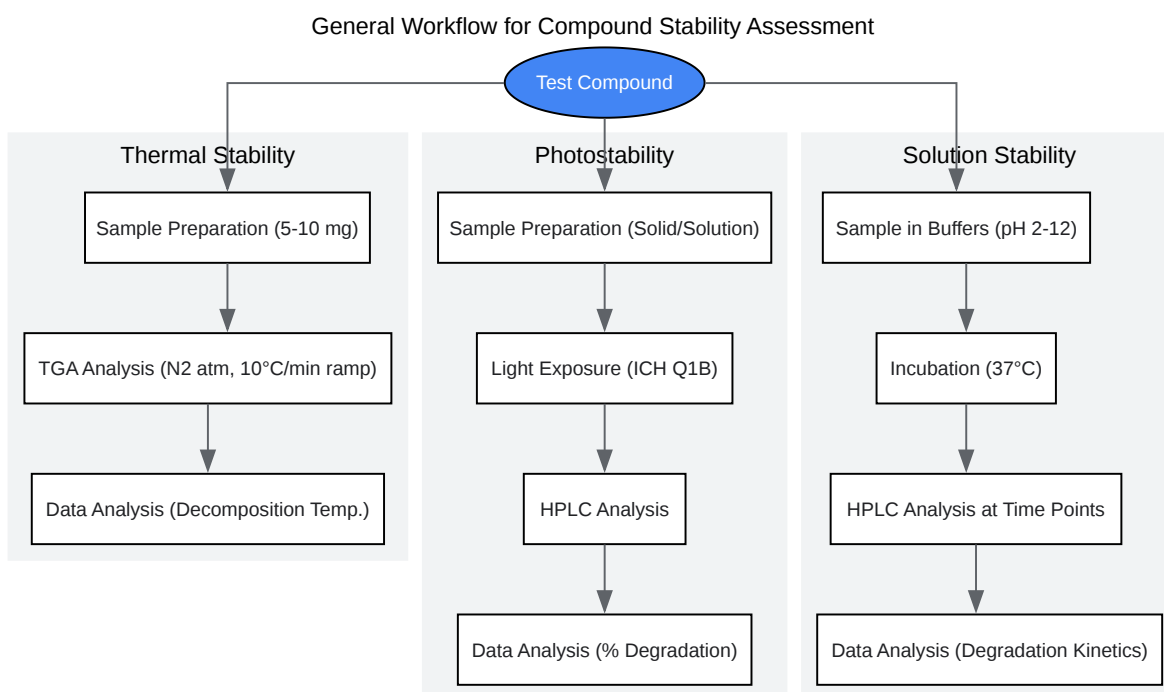 General Workflow for Compound Stability Assessment
Test Compound
Thermal Stability
Sample Preparation (5-10 mg)
TGA Analysis (N2 atm, 10°C/min ramp)
Data Analysis (Decomposition Temp.)
Photostability
Sample Preparation (Solid/Solution)
Light Exposure (ICH Q1B)
HPLC Analysis
Data Analysis (% Degradation)
Solution Stability
Sample in Buffers (pH 2-12)
Incubation (37°C)
HPLC Analysis at Time Points
Data Analysis (Degradation Kinetics)